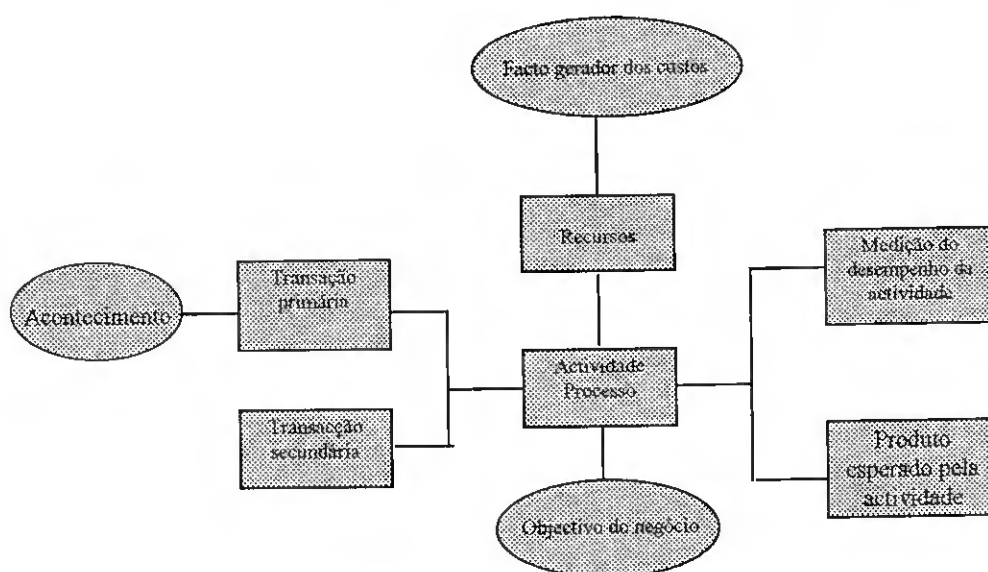 Facto gerador dos custos
Recursos
Medição do
desempenho da
actividade
Transação
primária
Acontecimento
Actividade
Processo
Transacção
secundária
Produto
esperado pela
actividade
Objectivo do negócio